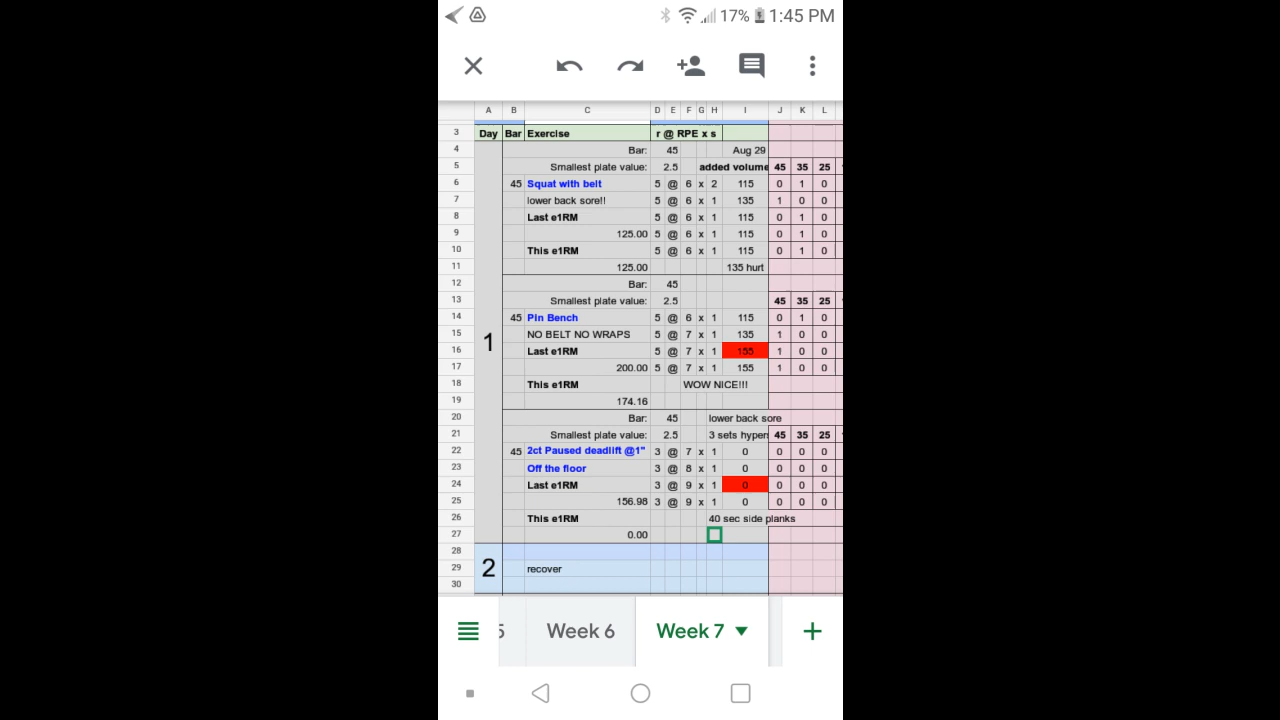 17% 1:45 PM
A B C D E F G H I J K L
3 Day Bar Exercise r @ RPE x s
4 Bar: 45 Aug 29
5 Smallest plate value: 2.5 added volume 45 35 25
6 45 Squat with belt 5 @ 6 x 2 115 0 1 0
7 lower back sore!! 5 @ 6 x 1 135 1 0 0
8 Last e1RM 5 @ 6 x 1 115 0 1 0
9 125.00 5 @ 6 x 1 115 0 1 0
10 This e1RM 5 @ 6 x 1 115 0 1 0
11 125.00 135 hurt
12 Bar: 45
13 Smallest plate value: 2.5 45 35 25
14 45 Pin Bench 5 @ 6 x 1 115 0 1 0
15 1 NO BELT NO WRAPS 5 @ 7 x 1 135 1 0 0
16 Last e1RM 5 @ 7 x 1 155 1 0 0
17 200.00 5 @ 7 x 1 155 1 0 0
18 This e1RM WOW NICE!!!
19 174.16
20 Bar: 45 lower back sore
21 Smallest plate value: 2.5 3 sets hypers 45 35 25
22 45 2ct Paused deadlift @1" 3 @ 7 x 1 0 0 0 0
23 Off the floor 3 @ 8 x 1 0 0 0 0
24 Last e1RM 3 @ 9 x 1 0 0 0 0
25 156.98 3 @ 9 x 1 0 0 0 0
26 This e1RM 40 sec side planks
27 0.00
28
29 2 recover
30
5 Week 6 Week 7